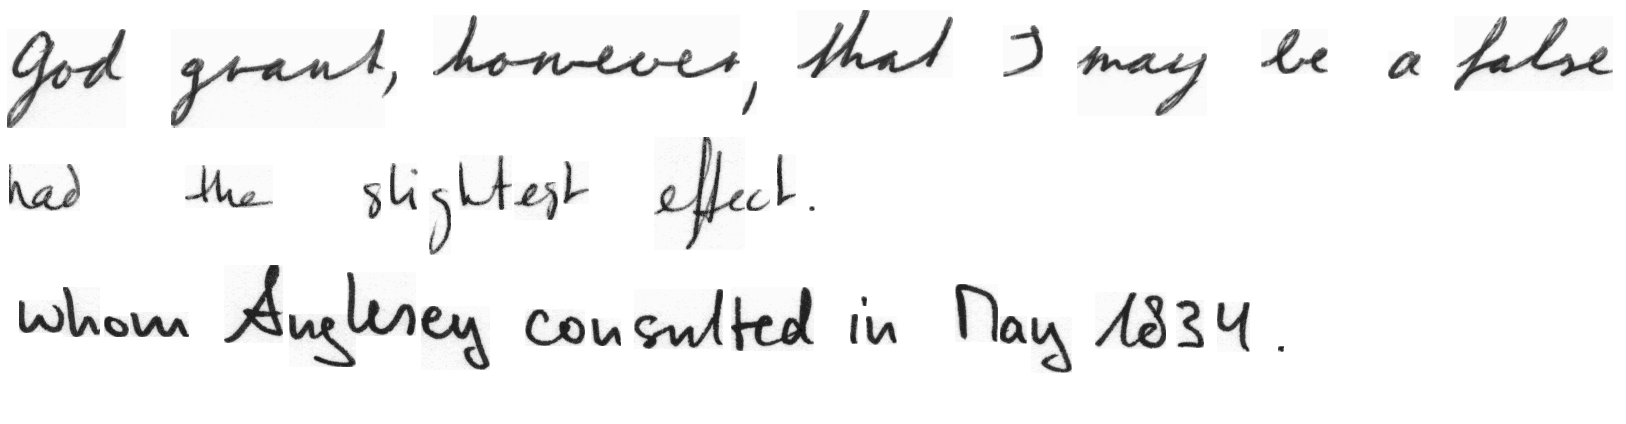 God grant, however, that I may be a false
had the slightest effect.
whom Anglesey consulted in May 1834.